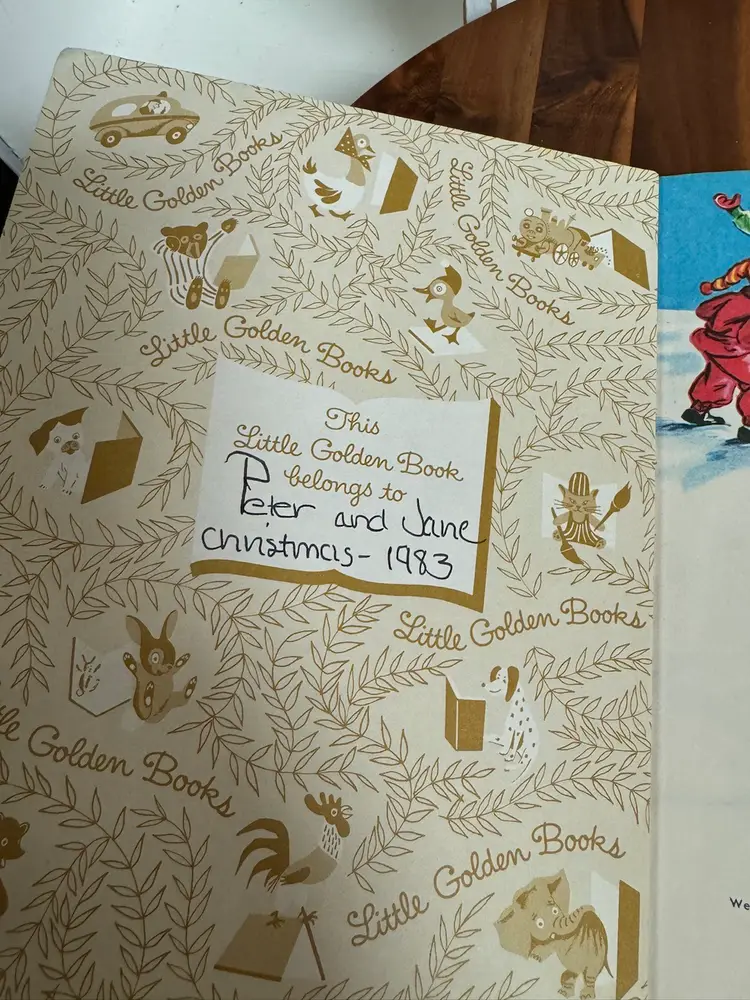 Little Golden Books
Little Golden Books
Little Golden Books
This
Little Golden Book
belongs to
Peter and Jane
Christmas - 1983
Little Golden Books
Golden Books
Little Golden Books
We